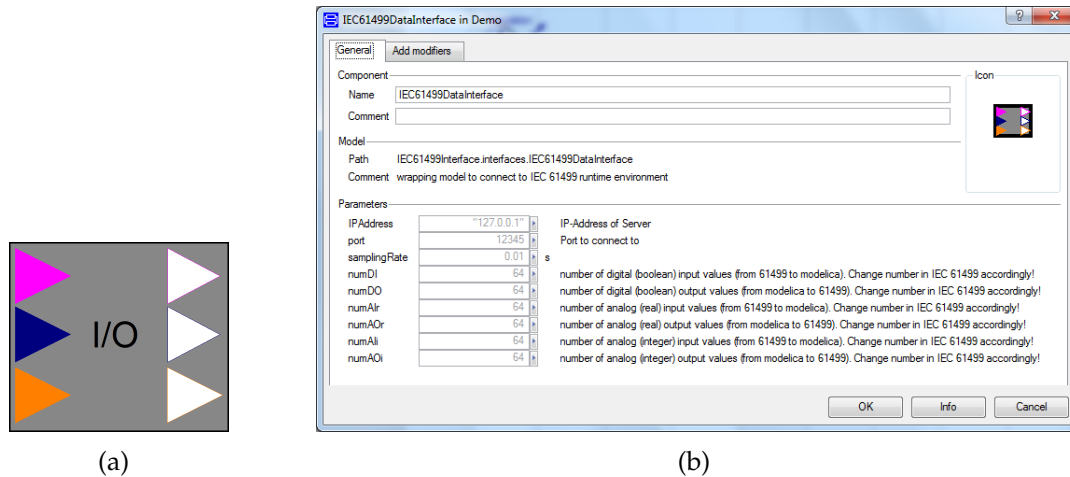 I/O
(a)
IEC61499DataInterface in Demo
General Add modifiers
Component
Name IEC61499DataInterface
Comment
Icon
Model
Path IEC61499Interface.interfaces.IEC61499DataInterface
Comment wrapping model to connect to IEC 61499 runtime environment
Parameters
IPAddress "127.0.0.1" IP-Address of Server
port 12345 Port to connect to
samplingRate 0.01 s
numDI 64 number of digital (boolean) input values (from 61499 to modelica). Change number in IEC 61499 accordingly!
numDO 64 number of digital (boolean) output values (from modelica to 61499). Change number in IEC 61499 accordingly!
numAIr 64 number of analog (real) input values (from 61499 to modelica). Change number in IEC 61499 accordingly!
numAOr 64 number of analog (real) output values (from modelica to 61499). Change number in IEC 61499 accordingly!
numAIi 64 number of analog (integer) input values (from 61499 to modelica). Change number in IEC 61499 accordingly!
numAOi 64 number of analog (integer) output values (from modelica to 61499). Change number in IEC 61499 accordingly!
OK Info Cancel
(b)